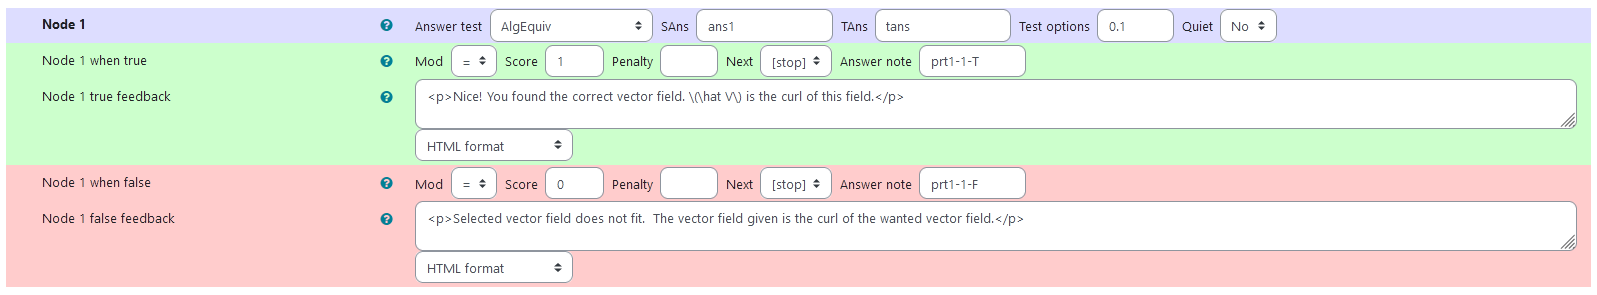 Node 1 Answer test AlgEquiv SAns ans1 TAns tans Test options 0.1 Quiet No
Node 1 when true Mod = Score 1 Penalty Next [stop] Answer note prt1-1-T
Node 1 true feedback <p>Nice! You found the correct vector field. \(\hat \/\) is the curl of this field.</p>
HTML format
Node 1 when false Mod = Score 0 Penalty Next [stop] Answer note prt1-1-F
Node 1 false feedback <p>Selected vector field does not fit.  The vector field given is the curl of the wanted vector field.</p>
HTML format